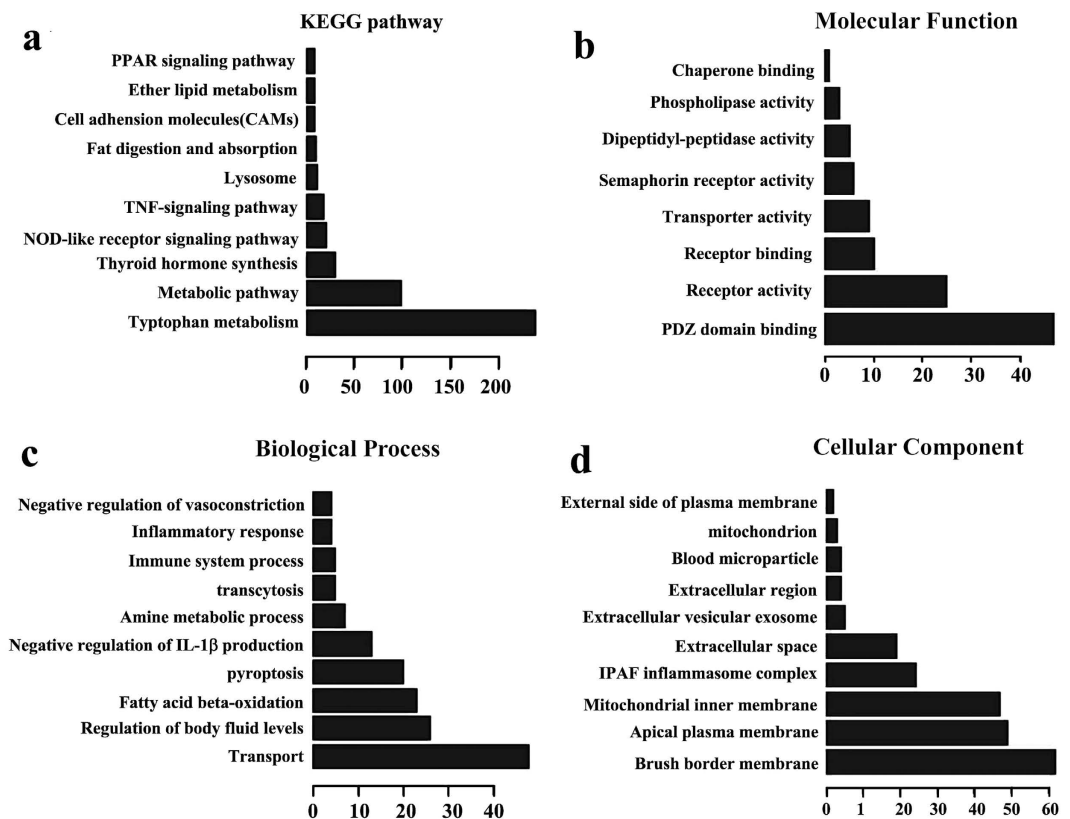 a
KEGG pathway
PPAR signaling pathway
Ether lipid metabolism
Cell adhension molecules(CAMs)
Fat digestion and absorption
Lysosome
TNF-signaling pathway
NOD-like receptor signaling pathway
Thyroid hormone synthesis
Metabolic pathway
Typtophan metabolism
0 50 100 150 200
b
Molecular Function
Chaperone binding
Phospholipase activity
Dipeptidyl-peptidase activity
Semaphorin receptor activity
Transporter activity
Receptor binding
Receptor activity
PDZ domain binding
0 10 20 30 40
c
Biological Process
Negative regulation of vasoconstriction
Inflammatory response
Immune system process
transcytosis
Amine metabolic process
Negative regulation of IL-1β production
pyroptosis
Fatty acid beta-oxidation
Regulation of body fluid levels
Transport
0 10 20 30 40
d
Cellular Component
External side of plasma membrane
mitochondrion
Blood microparticle
Extracellular region
Extracellular vesicular exosome
Extracellular space
IPAF inflammasome complex
Mitochondrial inner membrane
Apical plasma membrane
Brush border membrane
0 1 20 30 40 50 60